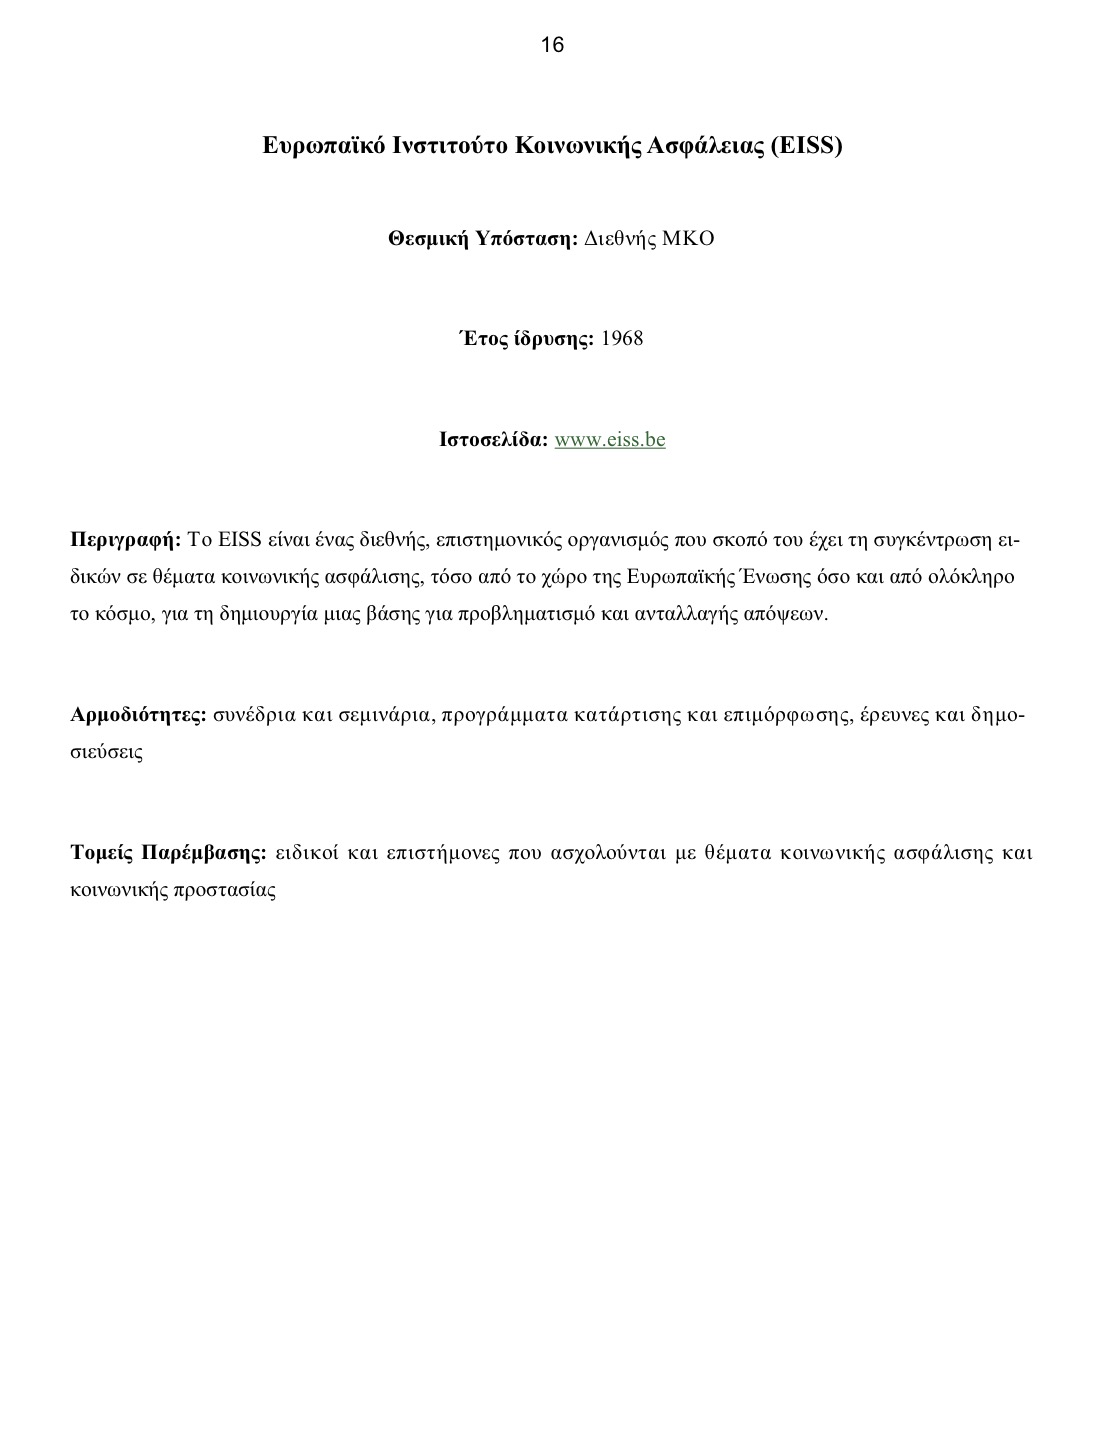 16
Ευρωπαϊκό Ινστιτούτο Κοινωνικής Ασφάλειας (EISS)
Θεσμική Υπόσταση: Διεθνής ΜΚΟ
Έτος ίδρυσης: 1968
Ιστοσελίδα: www.eiss.be
Περιγραφή: Το EISS είναι ένας διεθνής, επιστημονικός οργανισμός που σκοπό του έχει τη συγκέντρωση ει-
δικών σε θέματα κοινωνικής ασφάλισης, τόσο από το χώρο της Ευρωπαϊκής Ένωσης όσο και από ολόκληρο
το κόσμο, για τη δημιουργία μιας βάσης για προβληματισμό και ανταλλαγής απόψεων.
Αρμοδιότητες: συνέδρια και σεμινάρια, προγράμματα κατάρτισης και επιμόρφωσης, έρευνες και δημο-
σιεύσεις
Τομείς Παρέμβασης: ειδικοί και επιστήμονες που ασχολούνται με θέματα κοινωνικής ασφάλισης και
κοινωνικής προστασίας